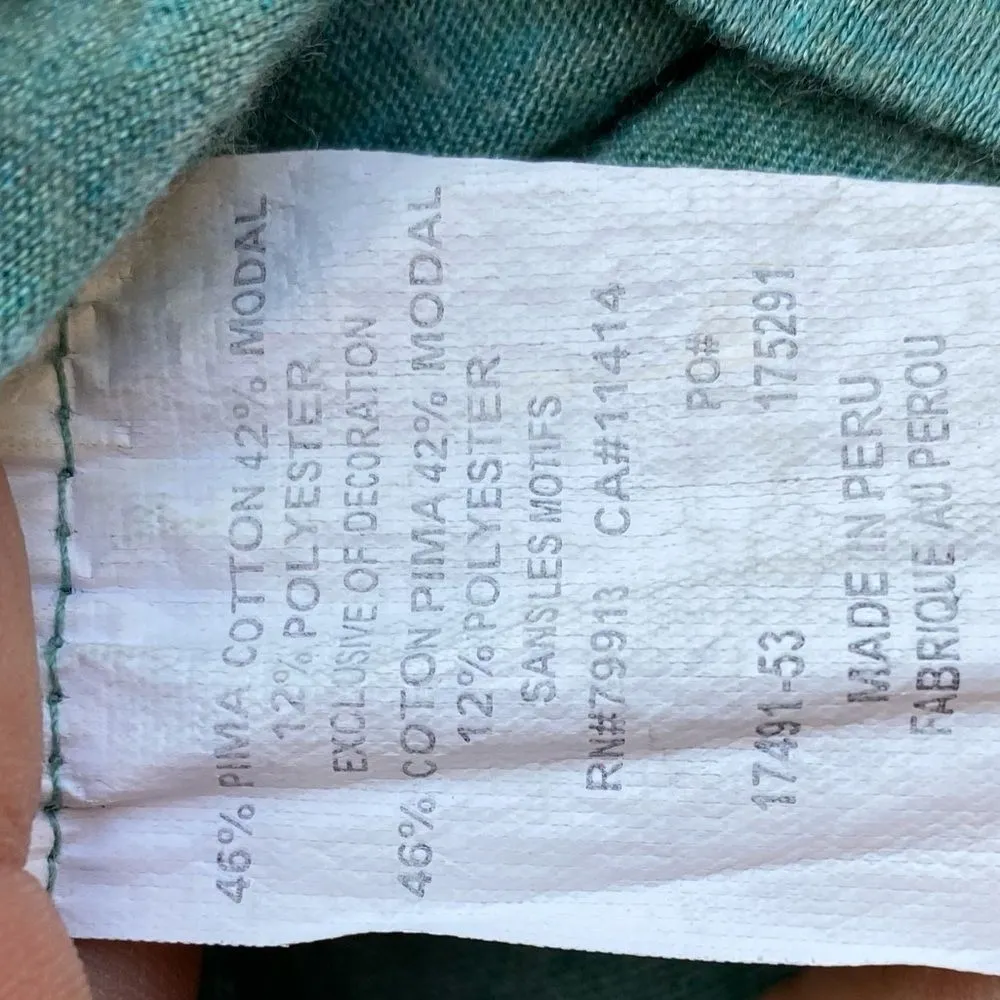 46% PIMA COTTON 42% MODAL
12% POLYESTER
EXCLUSIVE OF DECORATION
46% COTON PIMA 42% MODAL
12% POLYESTER
SANS LES MOTIFS
RN#79913 CA#11414
PO#
17491-53 175291
MADE IN PERU
FABRIQUE AU PEROU